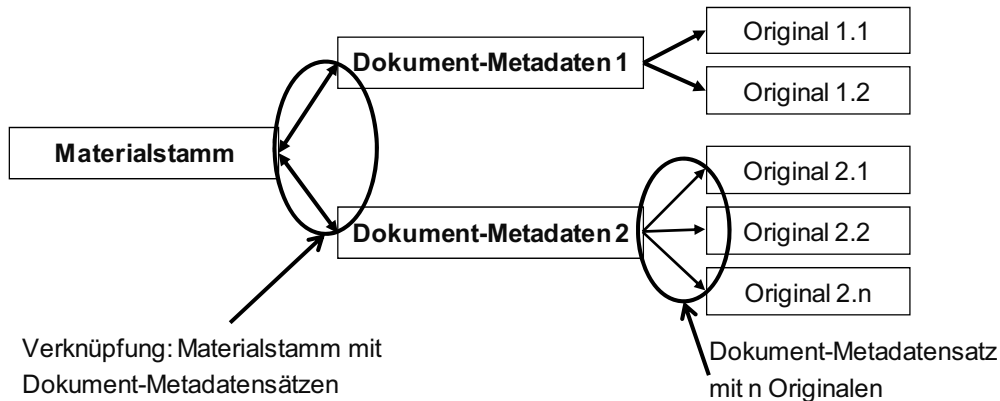 Original 1.1
Dokument-Metadaten 1
Original 1.2
Materialstamm
Original 2.1
Dokument-Metadaten 2
Original 2.2
Original 2.n
Verknüpfung: Materialstamm mit
Dokument-Metadatensätzen
Dokument-Metadatensatz
mit n Originalen